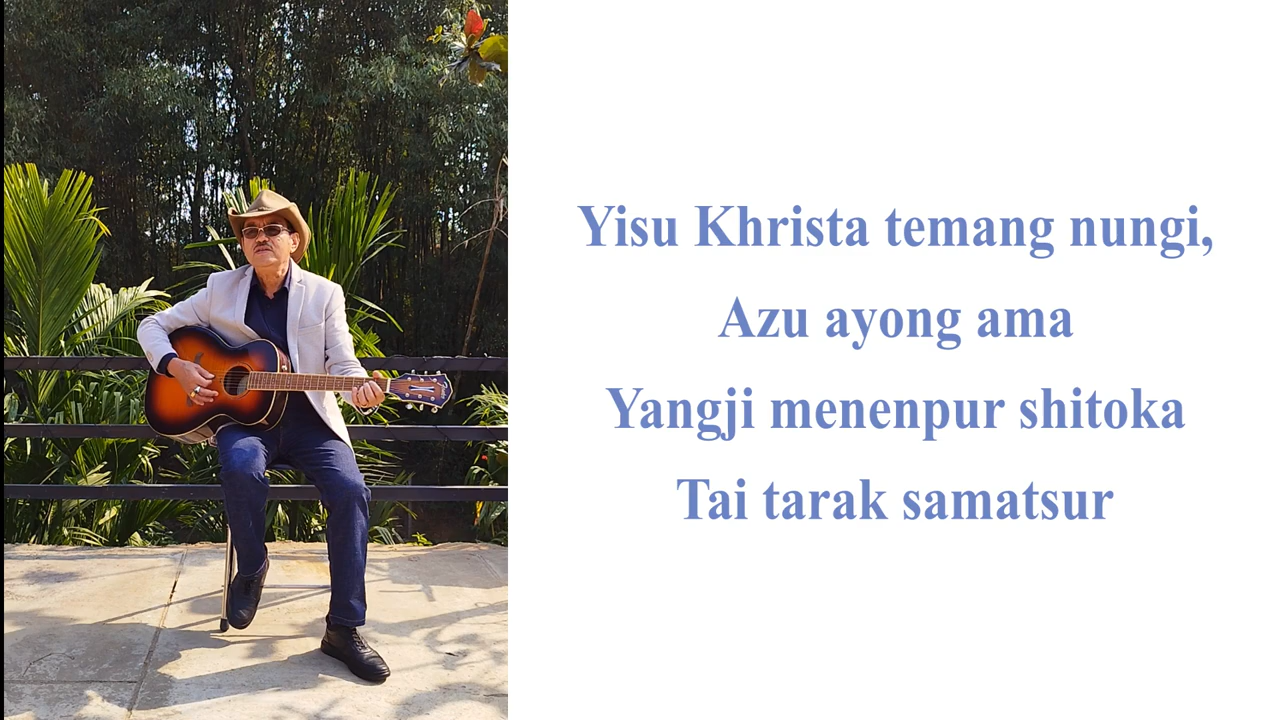 Yisu Khrista temang nungi,
Azu ayong ama
Yangji menenpur shitoka
Tai tarak samatsur